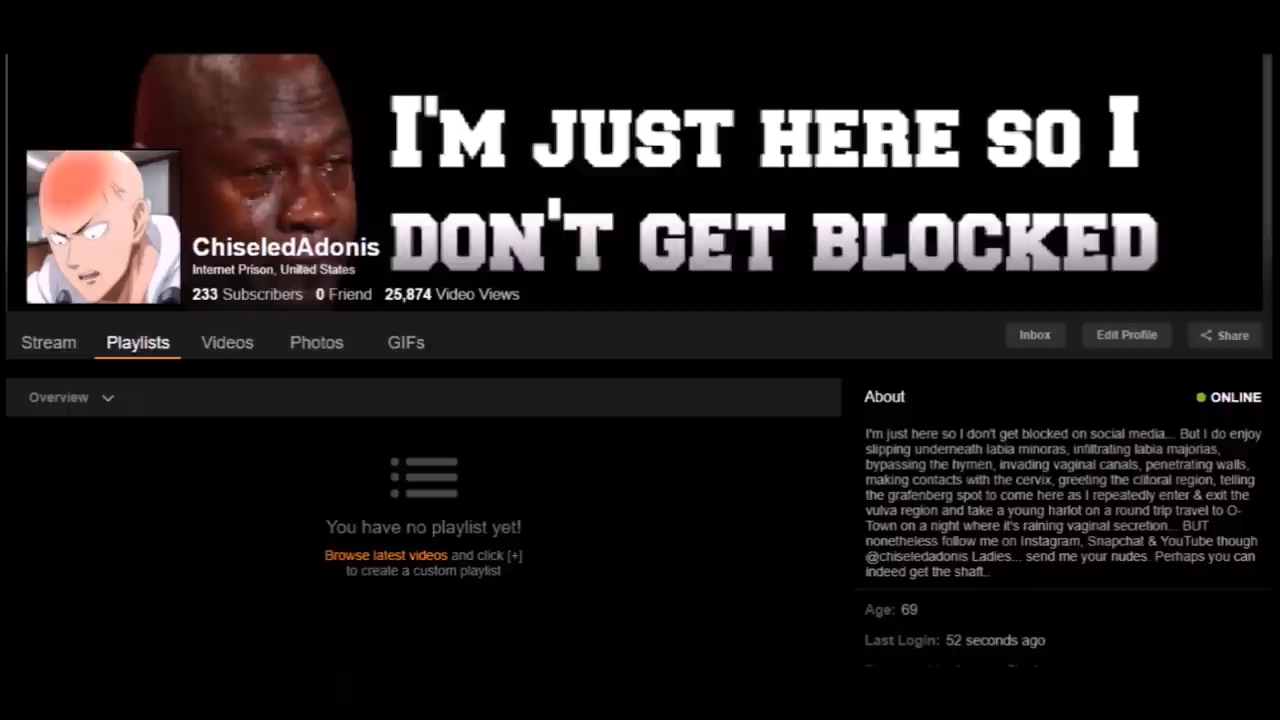 I'M JUST HERE SO I
DON'T GET BLOCKED
ChiseledAdonis
Internet Prison, United States
233 Subscribers 0 Friend 25,874 Video Views
Stream Playlists Videos Photos GIFs
Inbox Edit Profile Share
Overview
You have no playlist yet!
Browse latest videos and click [+]
to create a custom playlist
About ONLINE
I'm just here so I don't get blocked on social media... But I do enjoy
slipping underneath labia minoras, infiltrating labia majorias,
bypassing the hymen, invading vaginal canals, penetrating walls,
making contacts with the cervix, greeting the clitoral region, telling
the grafenberg spot to come here as I repeatedly enter & exit the
vulva region and take a young harlot on a round trip travel to O-
Town on a night where it's raining vaginal secretion... BUT
nonetheless follow me on Instagram, Snapchat & YouTube though
@chiseledadonis Ladies... send me your nudes. Perhaps you can
indeed get the shaft..
Age: 69
Last Login: 52 seconds ago